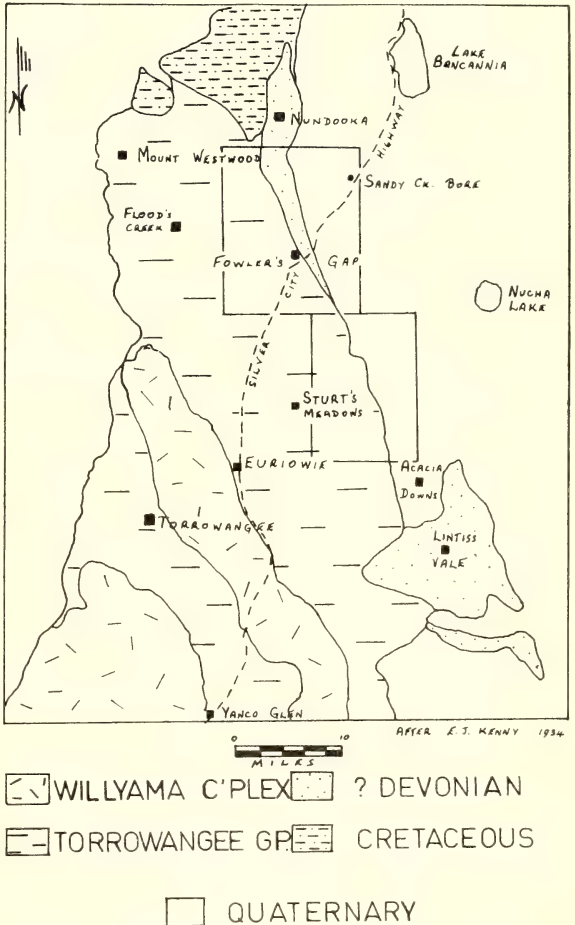 LAKE
BANCANNIA
N
NUNDOOKA
HIGHWAY
MOUNT WESTWOOD
SANDY CK. BORE
FLOOD'S
CREEK
FOWLER'S GAP
CITY
NUCHA
LAKE
SILVER
STURT'S
MEADOWS
EURIOWIE
ACACIA
DOWNS
TORROWANGEE
LINTISS
VALE
YANCO GLEN
AFTER E. J. KENNY 1934
0 10
MILES
WILLYAMA C'PLEX ? DEVONIAN
TORROWANGEE GP. CRETACEOUS
QUATERNARY